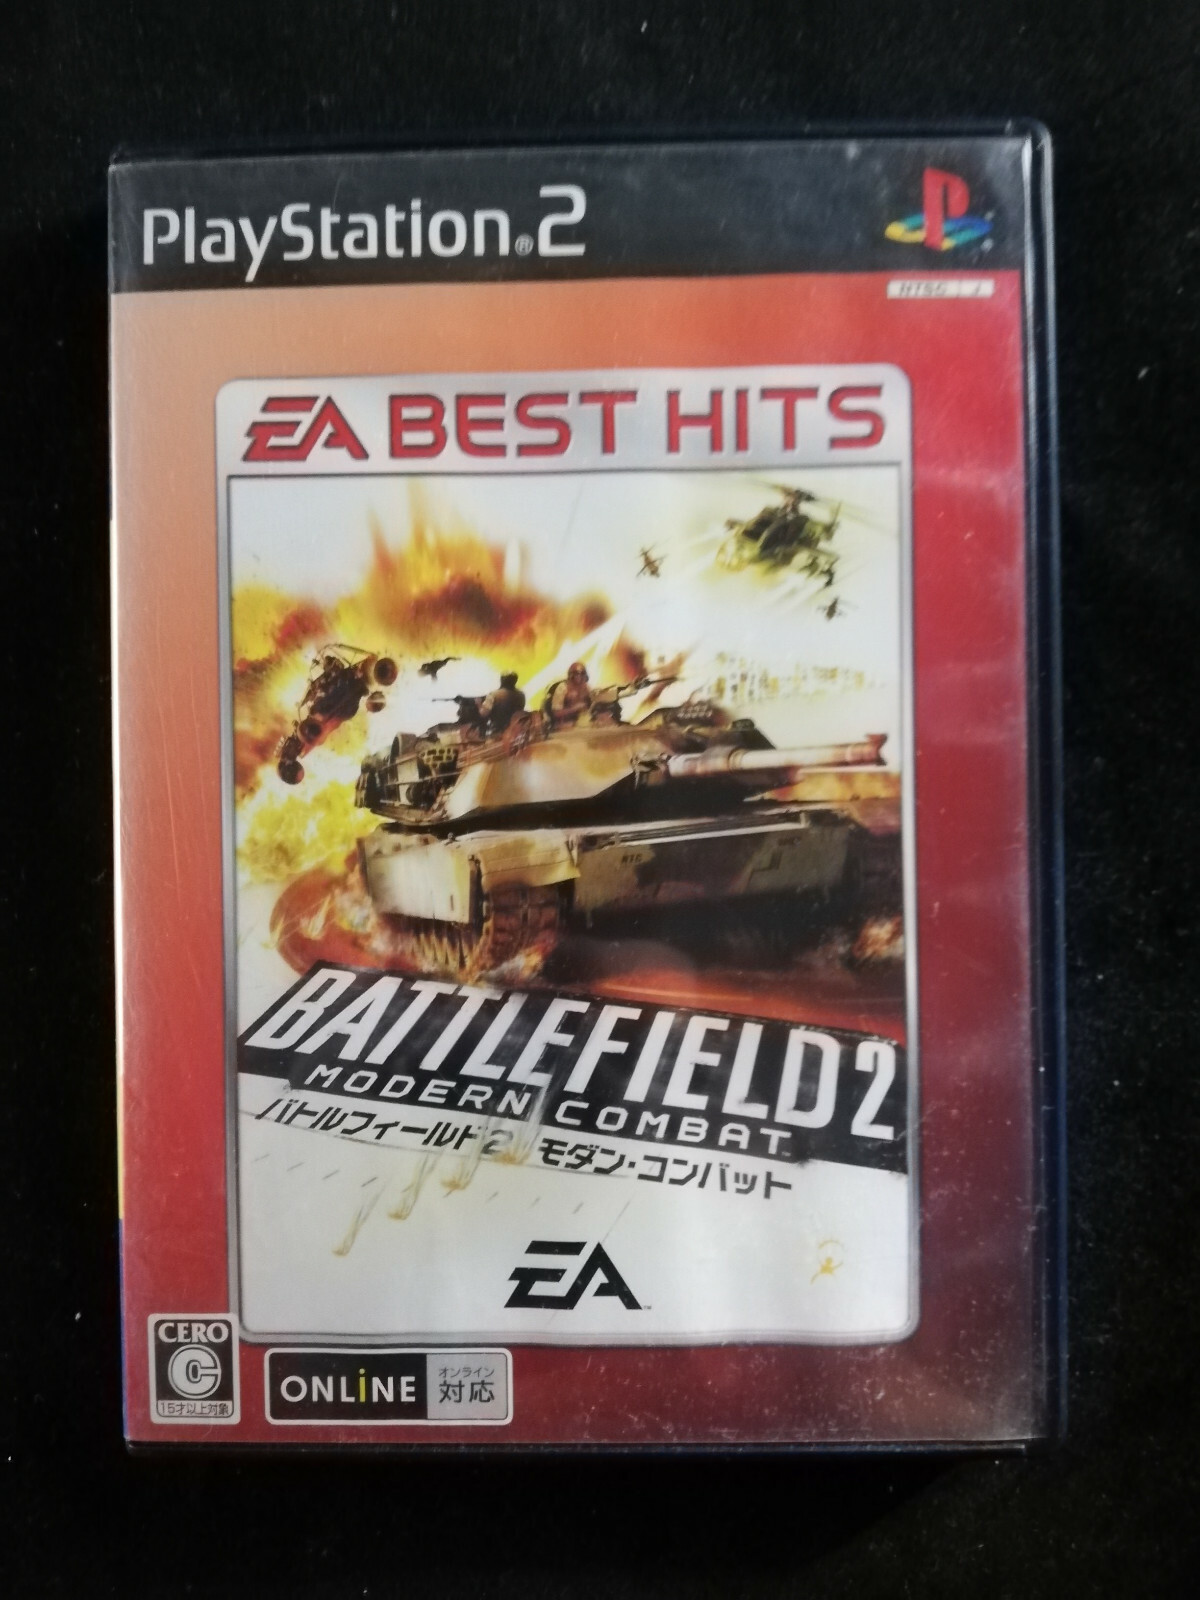 PlayStation®2
NTSC J
EA BEST HITS
BATTLEFIELD 2
MODERN COMBAT™
バトルフィールド2 モダン・コンバット
EA™
CERO
C
15才以上対象
ONLiNE オンライン対応